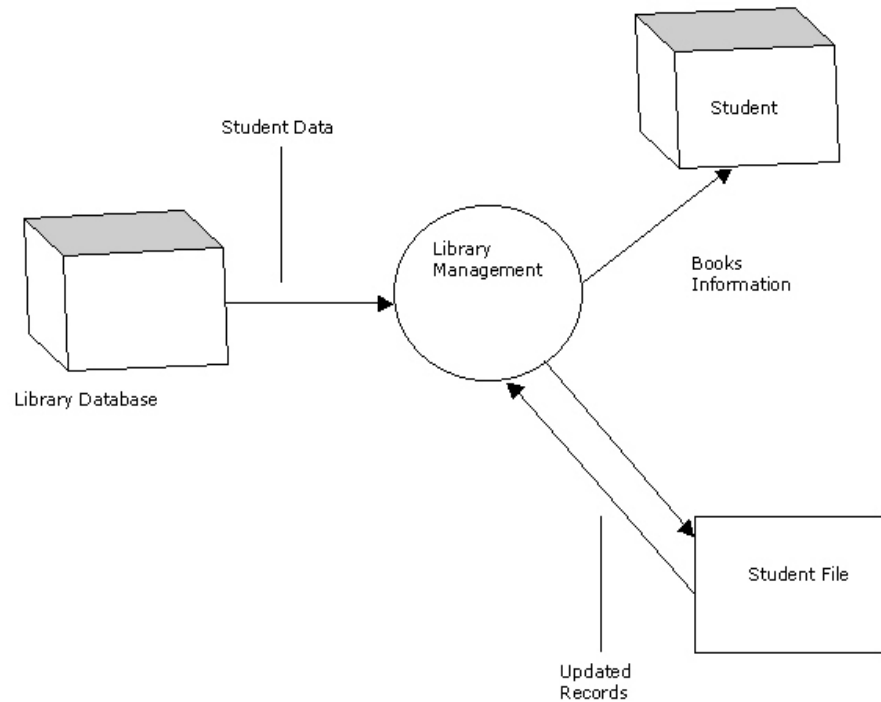 Student
Student Data
Library
Management
Books
Information
Library Database
Student File
Updated
Records